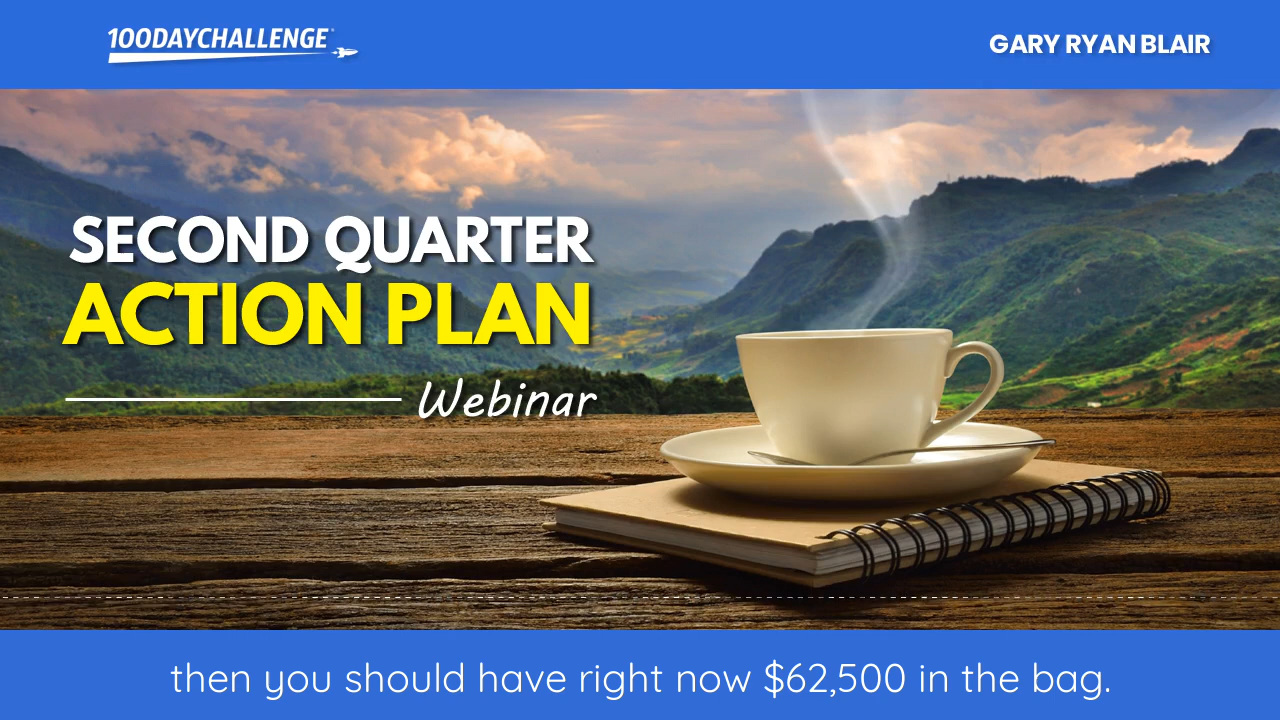 100DAYCHALLENGE
GARY RYAN BLAIR
SECOND QUARTER
ACTION PLAN
Webinar
then you should have right now $62,500 in the bag.